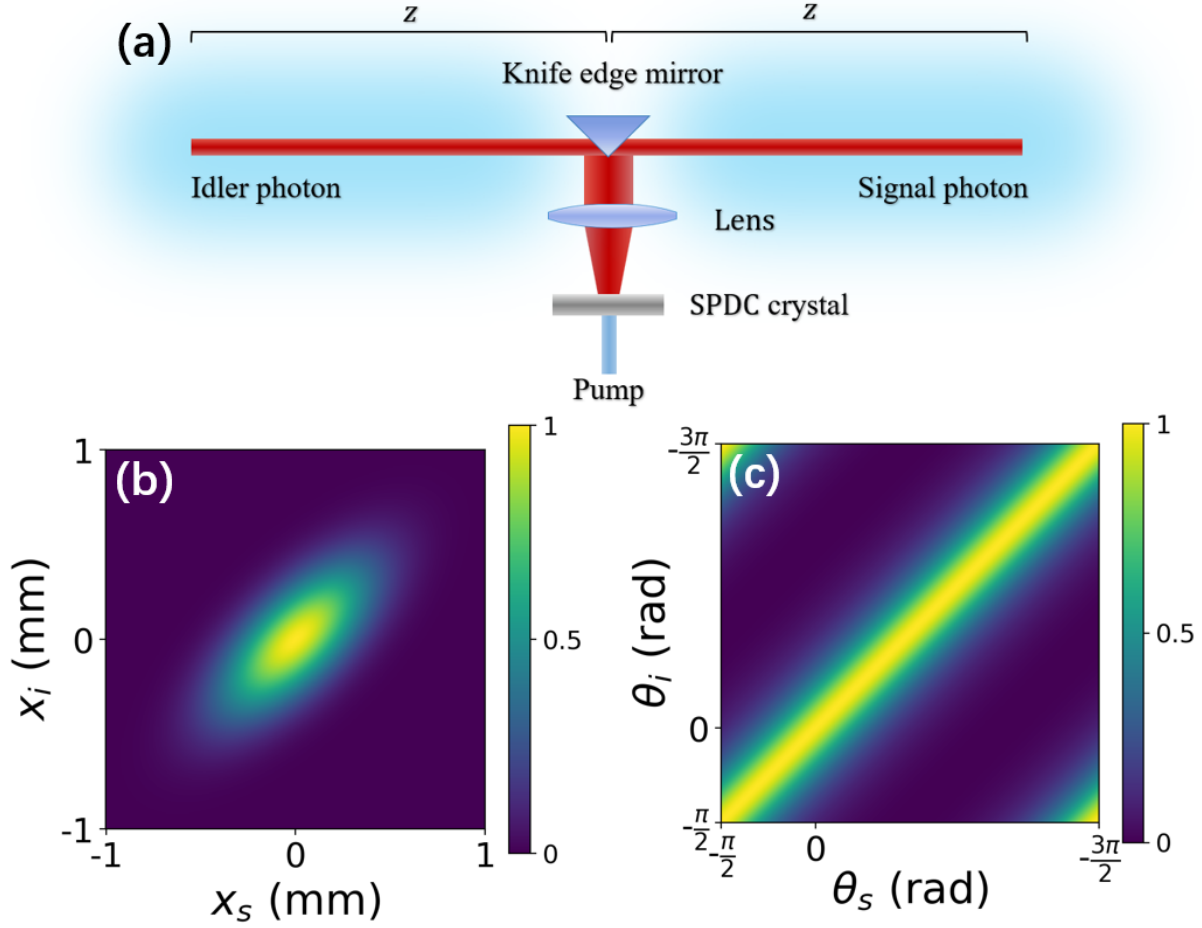 (a)
z z
Knife edge mirror
Idler photon
Signal photon
Lens
SPDC crystal
Pump
(b)
1
0
-1
-1
0
1
x_i (mm)
x_s (mm)
1
0.5
0
(c)
-3π/2
0
-π/2
-π/2
0
-3π/2
θ_i (rad)
θ_s (rad)
1
0.5
0